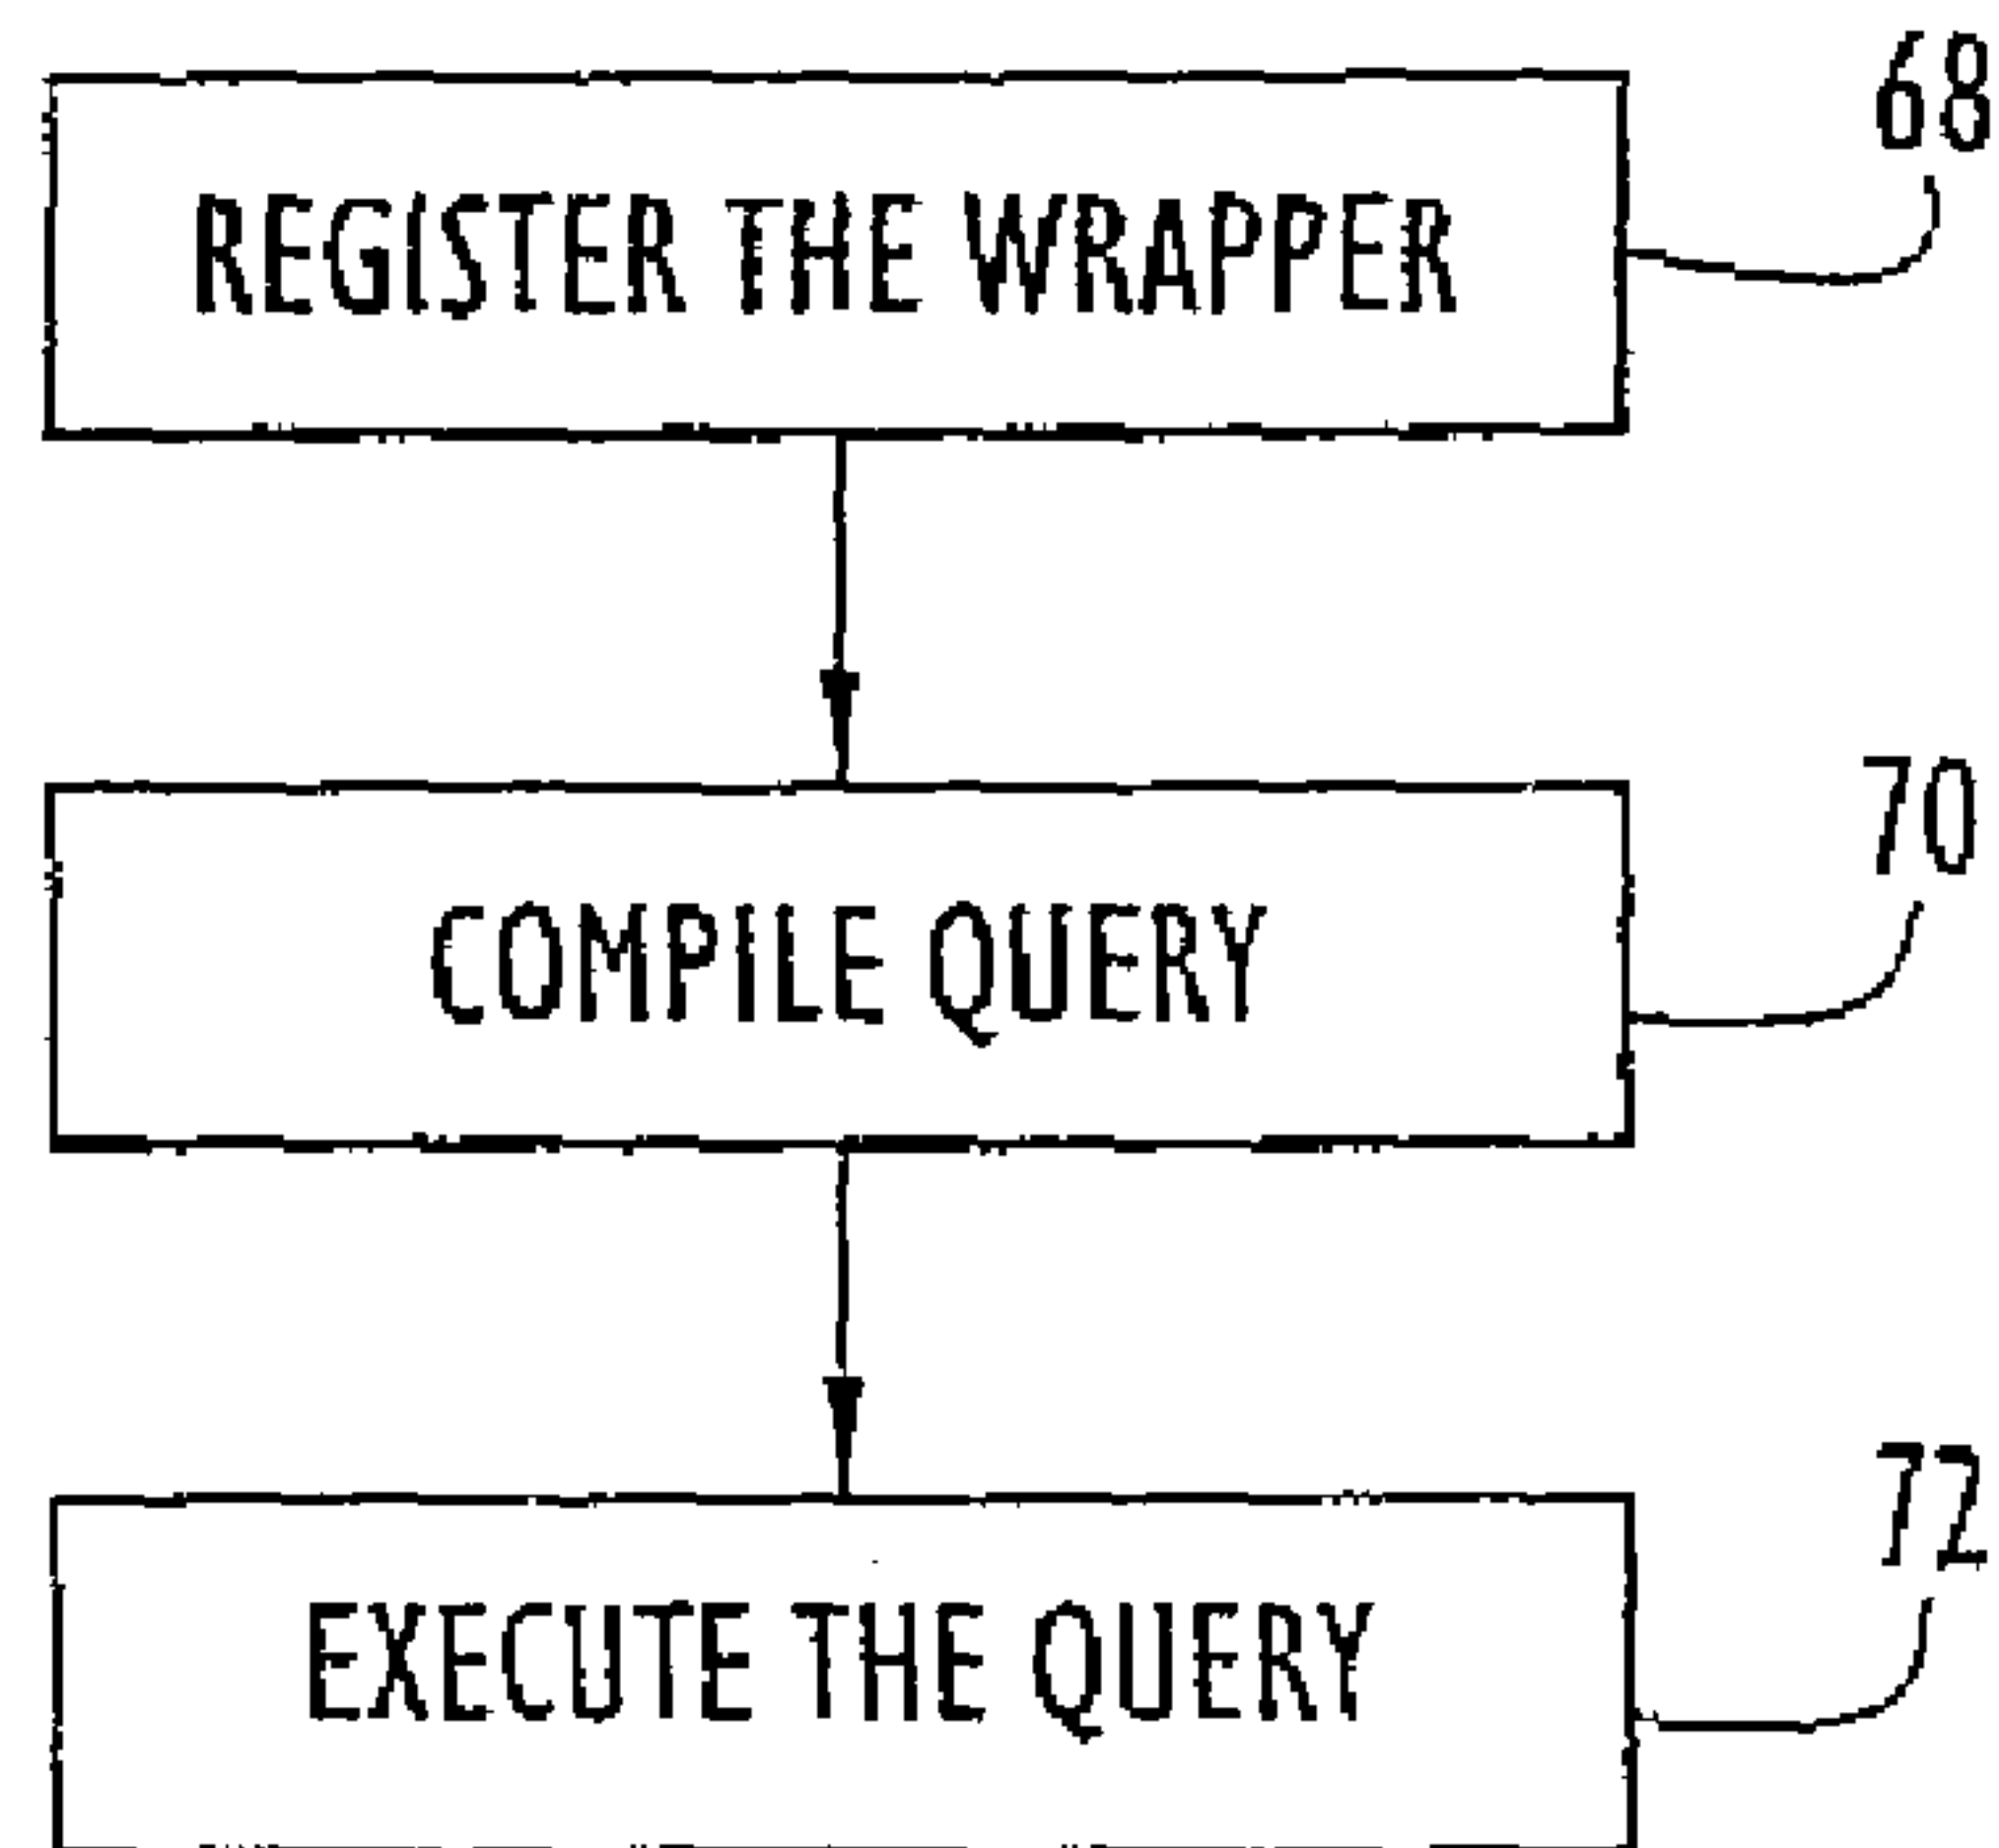 68
REGISTER THE WRAPPER
70
COMPILE QUERY
72
EXECUTE THE QUERY